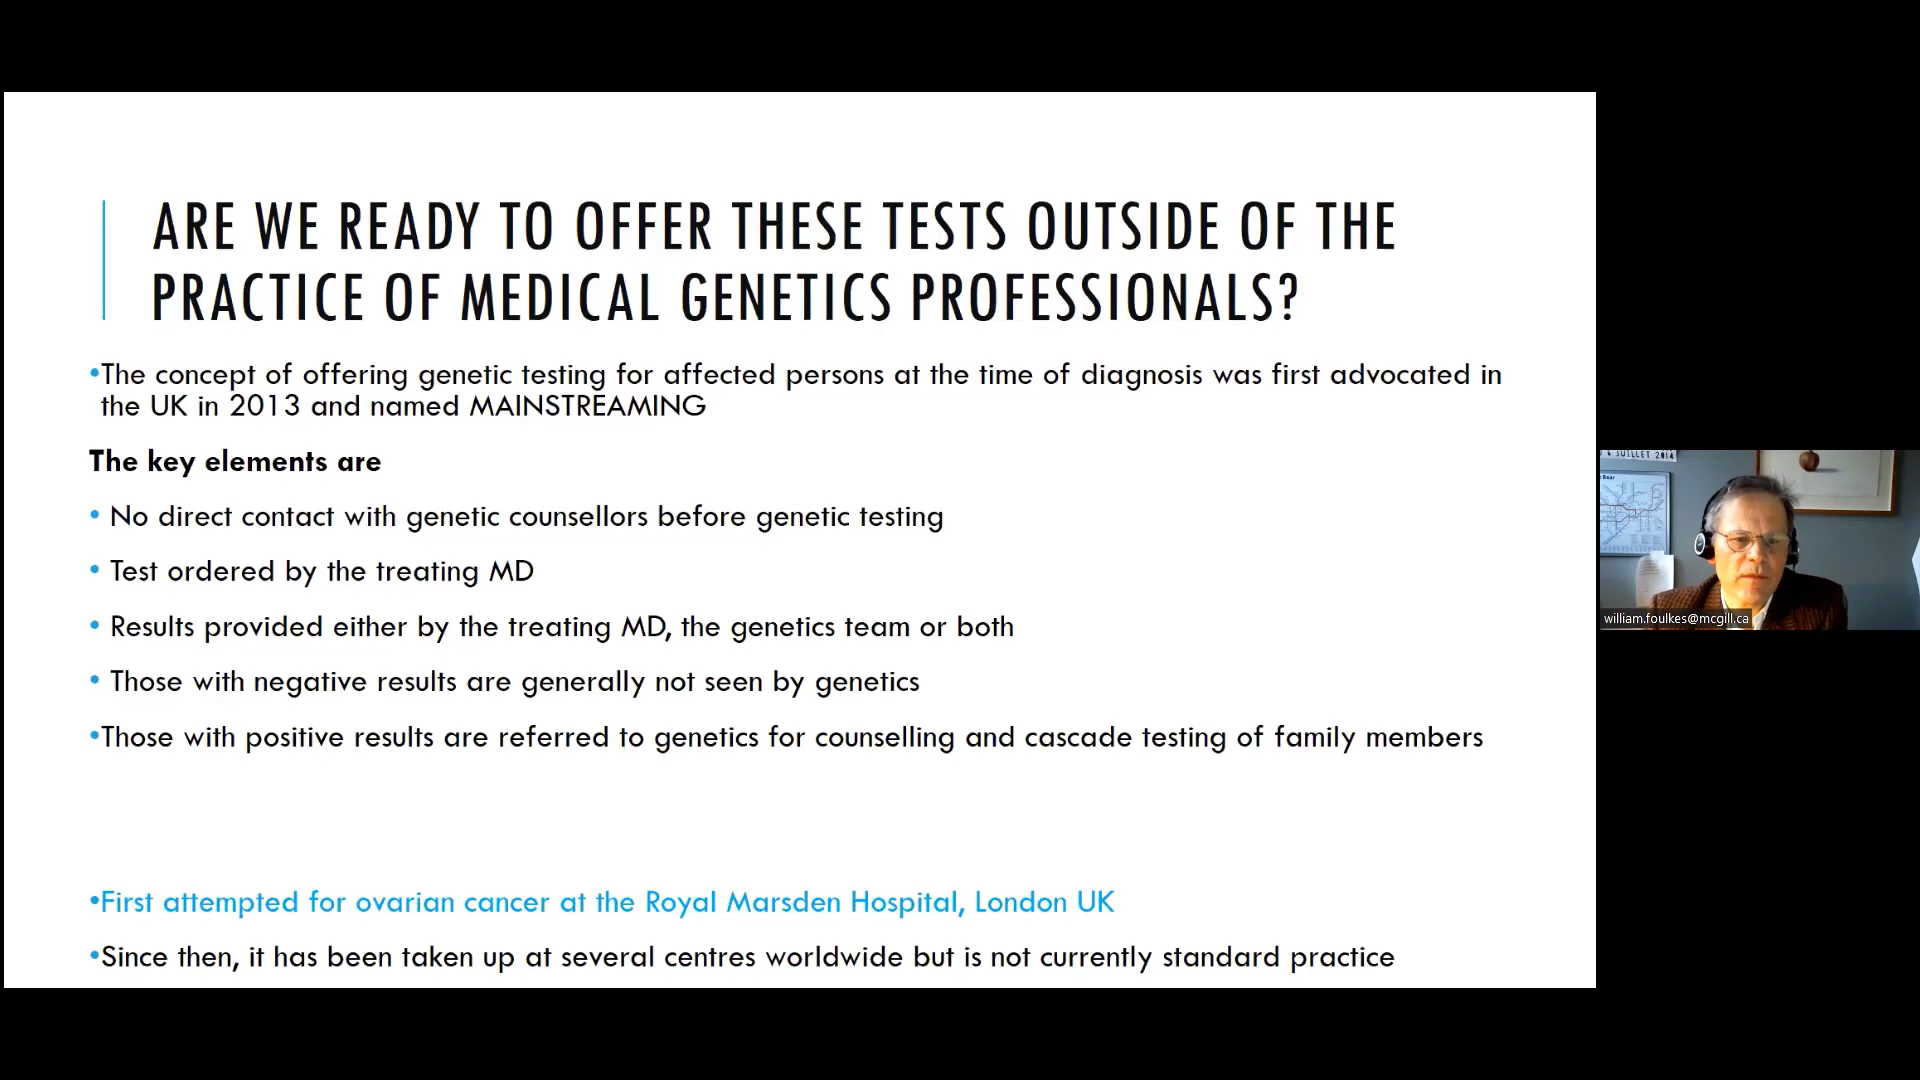 ARE WE READY TO OFFER THESE TESTS OUTSIDE OF THE
PRACTICE OF MEDICAL GENETICS PROFESSIONALS?
•The concept of offering genetic testing for affected persons at the time of diagnosis was first advocated in
the UK in 2013 and named MAINSTREAMING
The key elements are
• No direct contact with genetic counsellors before genetic testing
• Test ordered by the treating MD
• Results provided either by the treating MD, the genetics team or both
• Those with negative results are generally not seen by genetics
•Those with positive results are referred to genetics for counselling and cascade testing of family members
•First attempted for ovarian cancer at the Royal Marsden Hospital, London UK
•Since then, it has been taken up at several centres worldwide but is not currently standard practice
JUILLET 2014
william.foulkes@mcgill.ca